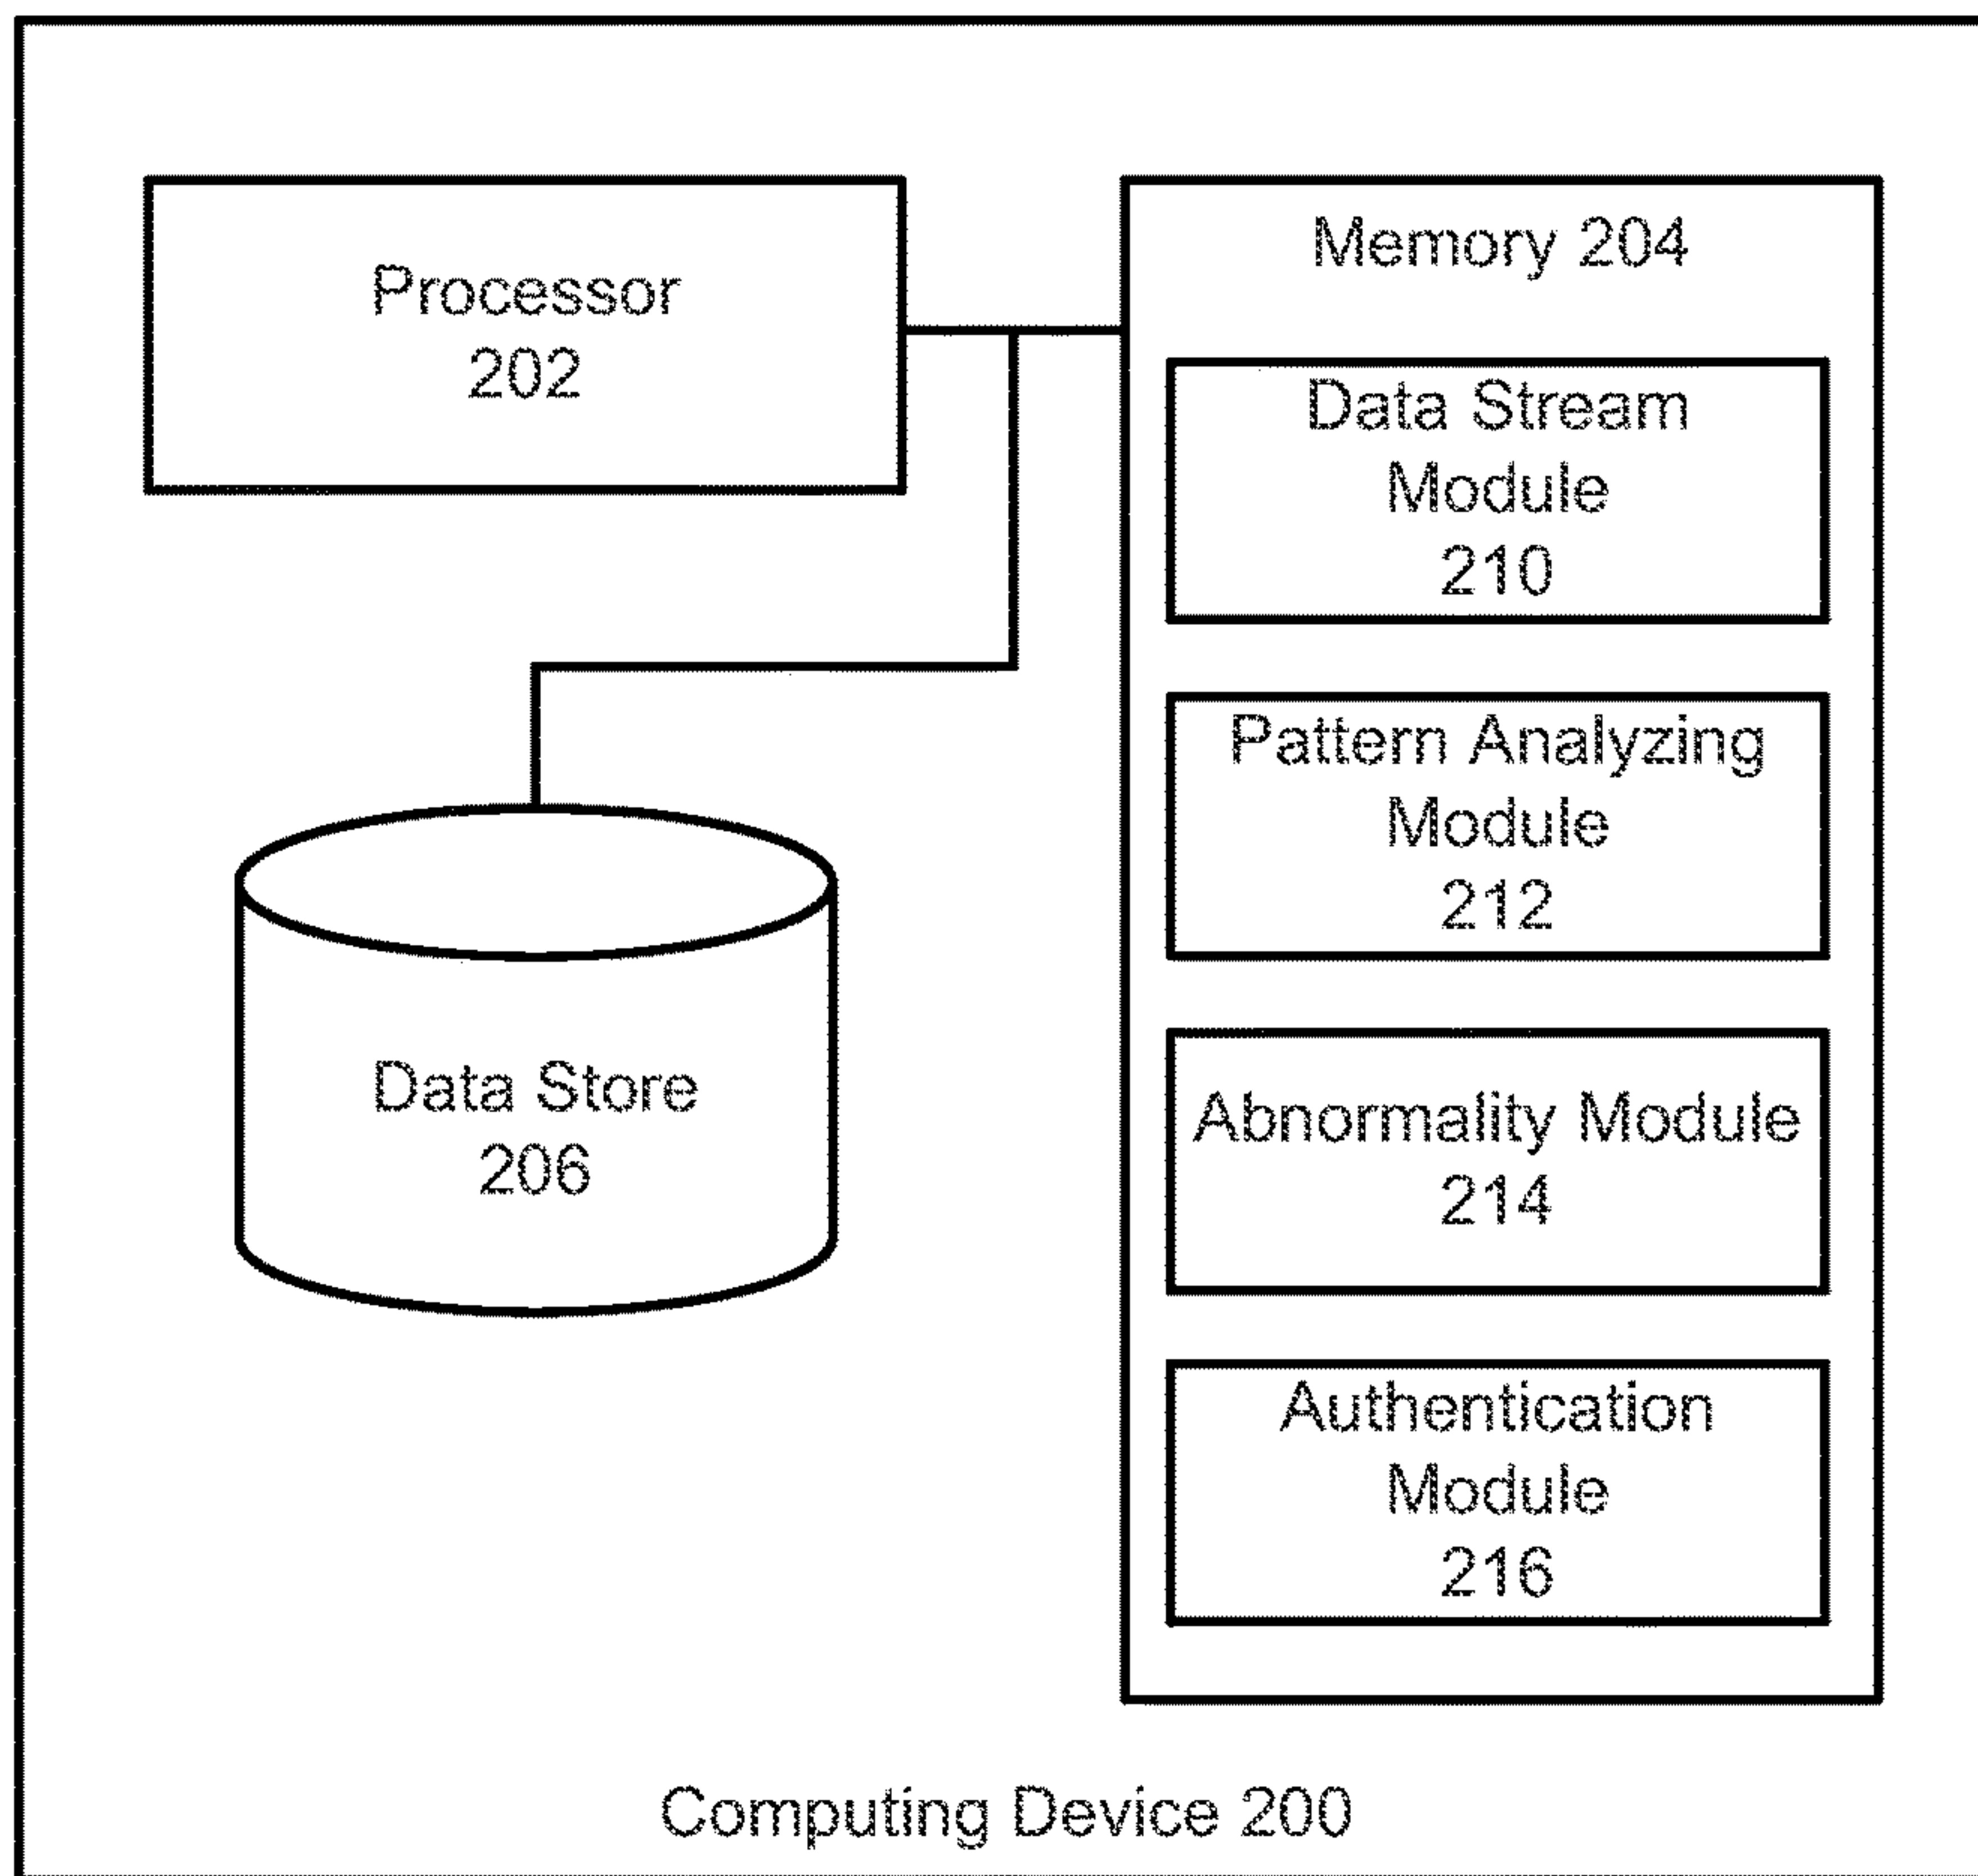 Processor
202
Memory 204
Data Stream
Module
210
Pattern Analyzing
Module
212
Data Store
206
Abnormality Module
214
Authentication
Module
216
Computing Device 200